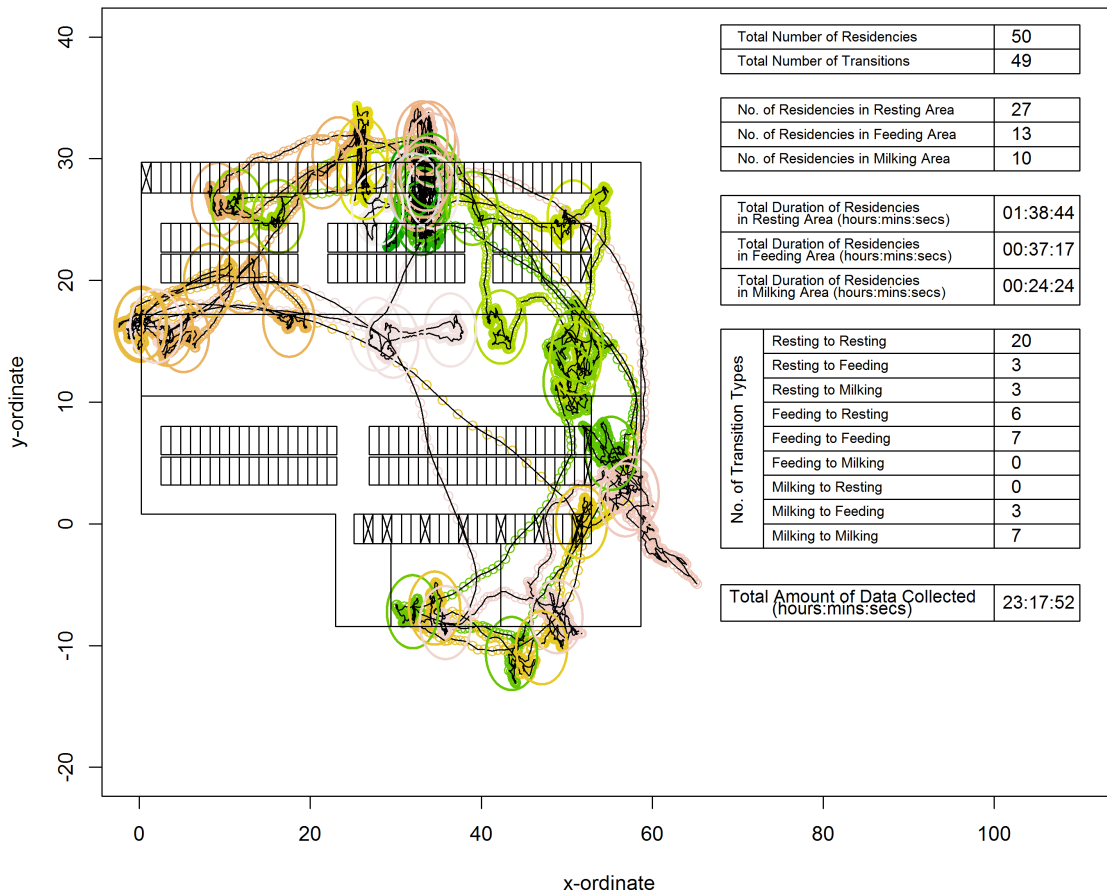 Total Number of Residencies 50
Total Number of Transitions 49
No. of Residencies in Resting Area 27
No. of Residencies in Feeding Area 13
No. of Residencies in Milking Area 10
Total Duration of Residencies
in Resting Area (hours:mins:secs) 01:38:44
Total Duration of Residencies
in Feeding Area (hours:mins:secs) 00:37:17
Total Duration of Residencies
in Milking Area (hours:mins:secs) 00:24:24
No. of Transition Types
Resting to Resting 20
Resting to Feeding 3
Resting to Milking 3
Feeding to Resting 6
Feeding to Feeding 7
Feeding to Milking 0
Milking to Resting 0
Milking to Feeding 3
Milking to Milking 7
Total Amount of Data Collected
(hours:mins:secs) 23:17:52
y-ordinate
40
30
20
10
0
-10
-20
0 20 40 60 80 100
x-ordinate